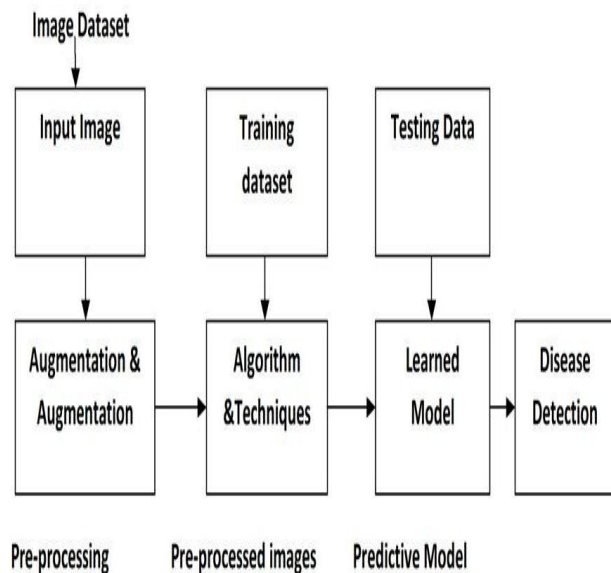 Image Dataset
Input Image
Training
dataset
Testing Data
Augmentation &
Augmentation
Algorithm
&Techniques
Learned
Model
Disease
Detection
Pre-processing
Pre-processed images
Predictive Model